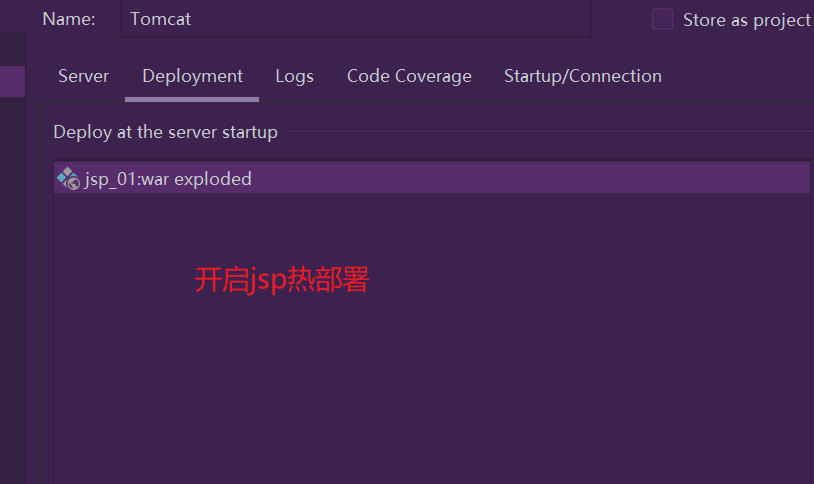 Name: Tomcat Store as project
Server Deployment Logs Code Coverage Startup/Connection
Deploy at the server startup
jsp_01:war exploded
开启jsp热部署